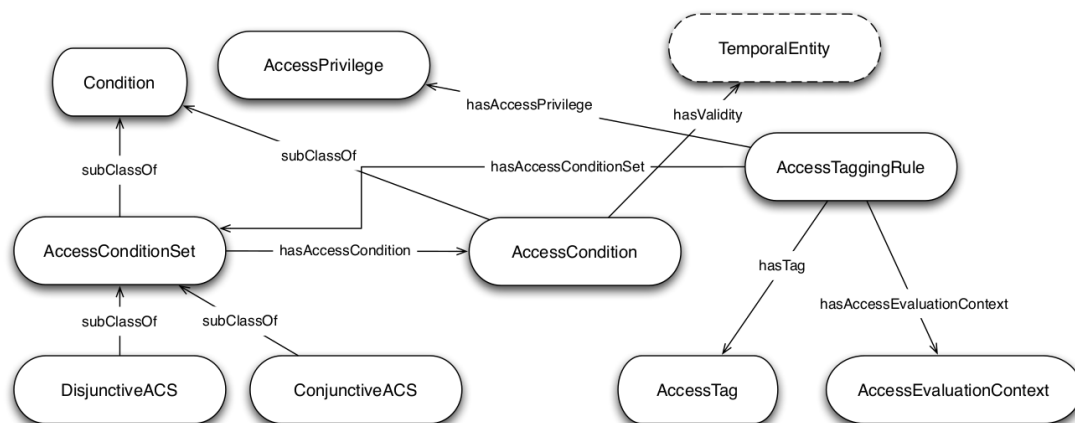 TemporalEntity
AccessPrivilege
Condition
hasAccessPrivilege
hasValidity
subClassOf
hasAccessConditionSet
AccessTaggingRule
subClassOf
AccessConditionSet
hasAccessCondition
AccessCondition
hasTag
hasAccessEvaluationContext
subClassOf
subClassOf
DisjunctiveACS
ConjunctiveACS
AccessTag
AccessEvaluationContext